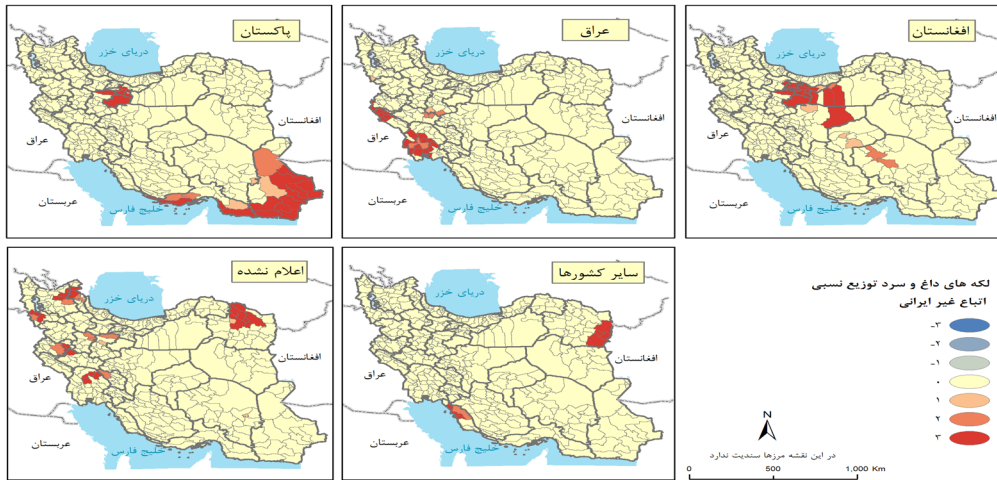 پاکستان
دریای خزر
افغانستان
عراق
عربستان
خلیج فارس
عراق
دریای خزر
افغانستان
عراق
عربستان
خلیج فارس
افغانستان
دریای خزر
افغانستان
عراق
عربستان
خلیج فارس
اعلام نشده
دریای خزر
افغانستان
عراق
عربستان
خلیج فارس
سایر کشورها
دریای خزر
افغانستان
عراق
عربستان
خلیج فارس
لکه های داغ و سرد توزیع نسبی
اتباع غیر ایرانی
-۳
-۲
-۱
۰
۱
۲
۳
N
در این نقشه مرزها سندیت ندارد
0 500 1,000 Km